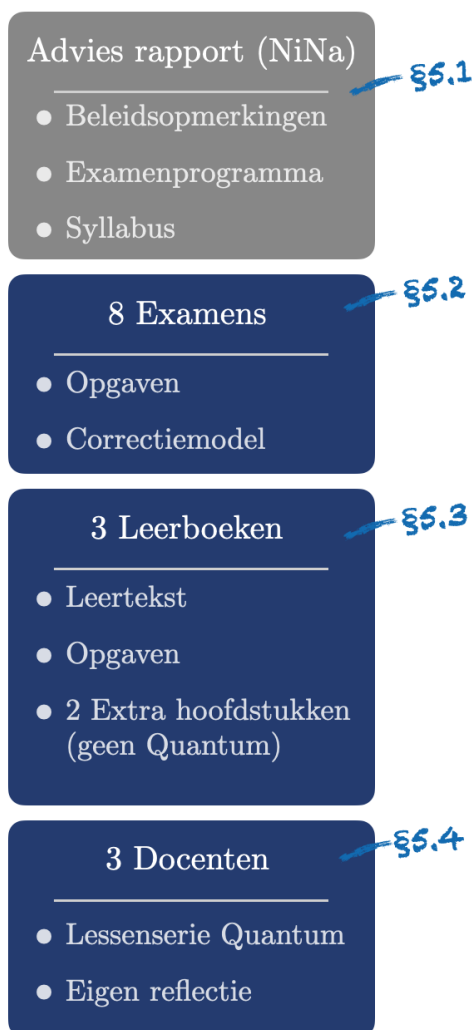 Advies rapport (NiNa)
§5.1
• Beleidsopmerkingen
• Examenprogramma
• Syllabus
§5.2
8 Examens
• Opgaven
• Correctiemodel
§5.3
3 Leerboeken
• Leertekst
• Opgaven
• 2 Extra hoofdstukken
(geen Quantum)
§5.4
3 Docenten
• Lessenserie Quantum
• Eigen reflectie